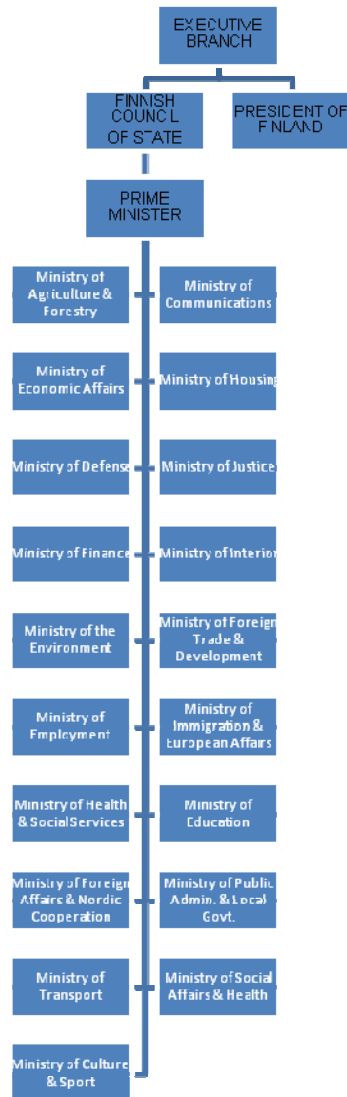 EXECUTIVE
BRANCH
FINNISH
COUNCIL
OF STATE
PRESIDENT OF
FINLAND
PRIME
MINISTER
Ministry of
Agriculture &
Forestry
Ministry of
Communications
Ministry of
Economic Affairs
Ministry of Housing
Ministry of Defense
Ministry of Justice
Ministry of Finance
Ministry of Interior
Ministry of the
Environment
Ministry of Foreign
Trade &
Development
Ministry of
Employment
Ministry of
Immigration &
European Affairs
Ministry of Health
& Social Services
Ministry of
Education
Ministry of Foreign
Affairs & Nordic
Cooperation
Ministry of Public
Admin. & Local
Govt.
Ministry of
Transport
Ministry of Social
Affairs & Health
Ministry of Culture
& Sport